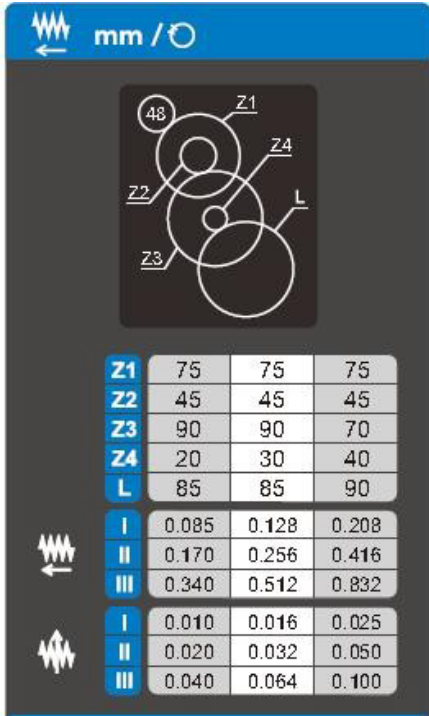 mm /
48
Z1
Z4
Z2
L
Z3
Z1 75 75 75
Z2 45 45 45
Z3 90 90 70
Z4 20 30 40
L 85 85 90
I 0.085 0.128 0.208
II 0.170 0.256 0.416
III 0.340 0.512 0.832
I 0.010 0.016 0.025
II 0.020 0.032 0.050
III 0.040 0.064 0.100